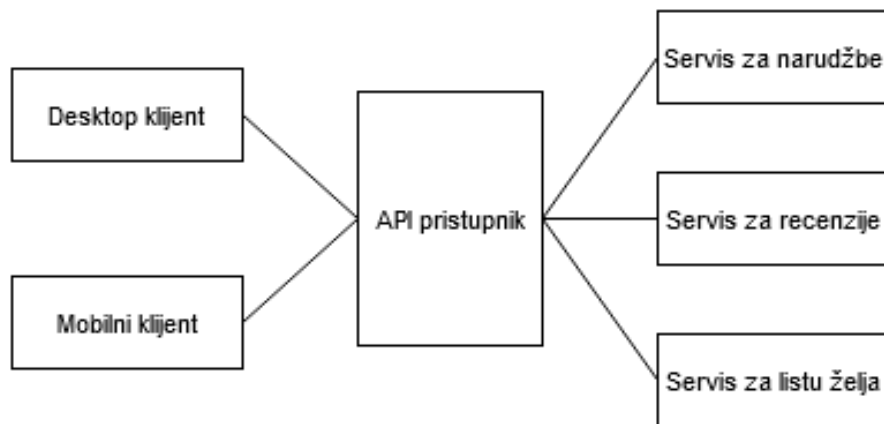 Desktop klijent
Mobilni klijent
API pristupnik
Servis za narudžbe
Servis za recenzije
Servis za listu želja